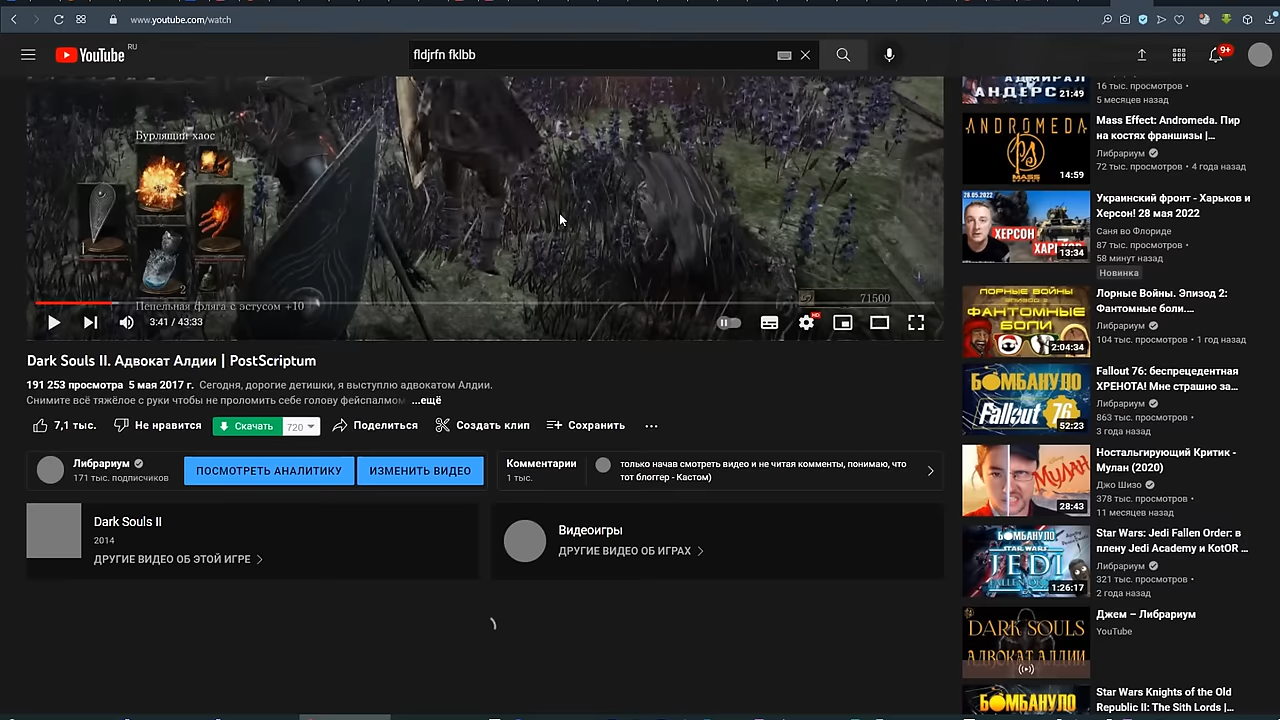 www.youtube.com/watch
YouTube RU
fldjrfn fklbb
9+
Бурлящий хаос
1
2
Пепельная фляга с эстусом +10
71500
3:41 / 43:33
HD
Dark Souls II. Адвокат Алдии | PostScriptum
191 253 просмотра 5 мая 2017 г. Сегодня, дорогие детишки, я выступлю адвокатом Алдии.
Снимите всё тяжёлое с руки чтобы не проломить себе голову фейспалмом ...ещё
7,1 тыс.
Не нравится
Скачать
720
Поделиться
Создать клип
Сохранить
Либрариум
171 тыс. подписчиков
ПОСМОТРЕТЬ АНАЛИТИКУ
ИЗМЕНИТЬ ВИДЕО
Комментарии
1 тыс.
только начав смотреть видео и не читая комменты, понимаю, что
тот блоггер - Кастом)
Dark Souls II
2014
ДРУГИЕ ВИДЕО ОБ ЭТОЙ ИГРЕ
Видеоигры
ДРУГИЕ ВИДЕО ОБ ИГРАХ
АДМИРАЛ
АНДЕРС
21:49
16 тыс. просмотров •
5 месяцев назад
ANDROMEDA
MASS
14:59
Mass Effect: Andromeda. Пир
на костях франшизы |...
Либрариум
72 тыс. просмотров • 4 года назад
28.05.2022
ХЕРСОН
ХАР
13:34
Украинский фронт - Харьков и
Херсон! 28 мая 2022
Саня во Флориде
87 тыс. просмотров •
58 минут назад
Новинка
ЛОРНЫЕ ВОЙНЫ
ФАНТОМНЫЕ
БОЛИ
2:04:34
Лорные Войны. Эпизод 2:
Фантомные боли....
Либрариум
104 тыс. просмотров • 1 год назад
БОМБАНУЛО
Fallout 76
52:23
Fallout 76: беспрецедентная
ХРЕНОТА! Мне страшно за...
Либрариум
863 тыс. просмотров •
3 года назад
МУЛАН
28:43
Ностальгирующий Критик -
Мулан (2020)
Джо Шизо
378 тыс. просмотров •
11 месяцев назад
БОМБАНУЛО
STAR WARS
JEDI
FALLEN OR
1:26:17
Star Wars: Jedi Fallen Order: в
плену Jedi Academy и KotOR ...
Либрариум
321 тыс. просмотров •
2 года назад
DARK SOULS
АДВОКАТ АЛДИИ
Джем – Либрариум
YouTube
БОМБАНУЛО
Star Wars Knights of the Old
Republic II: The Sith Lords |...